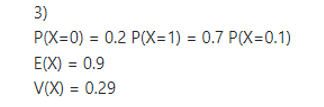 3)
P(X=0) = 0.2 P(X=1) = 0.7 P(X=0.1)
E(X) = 0.9
V(X) = 0.29